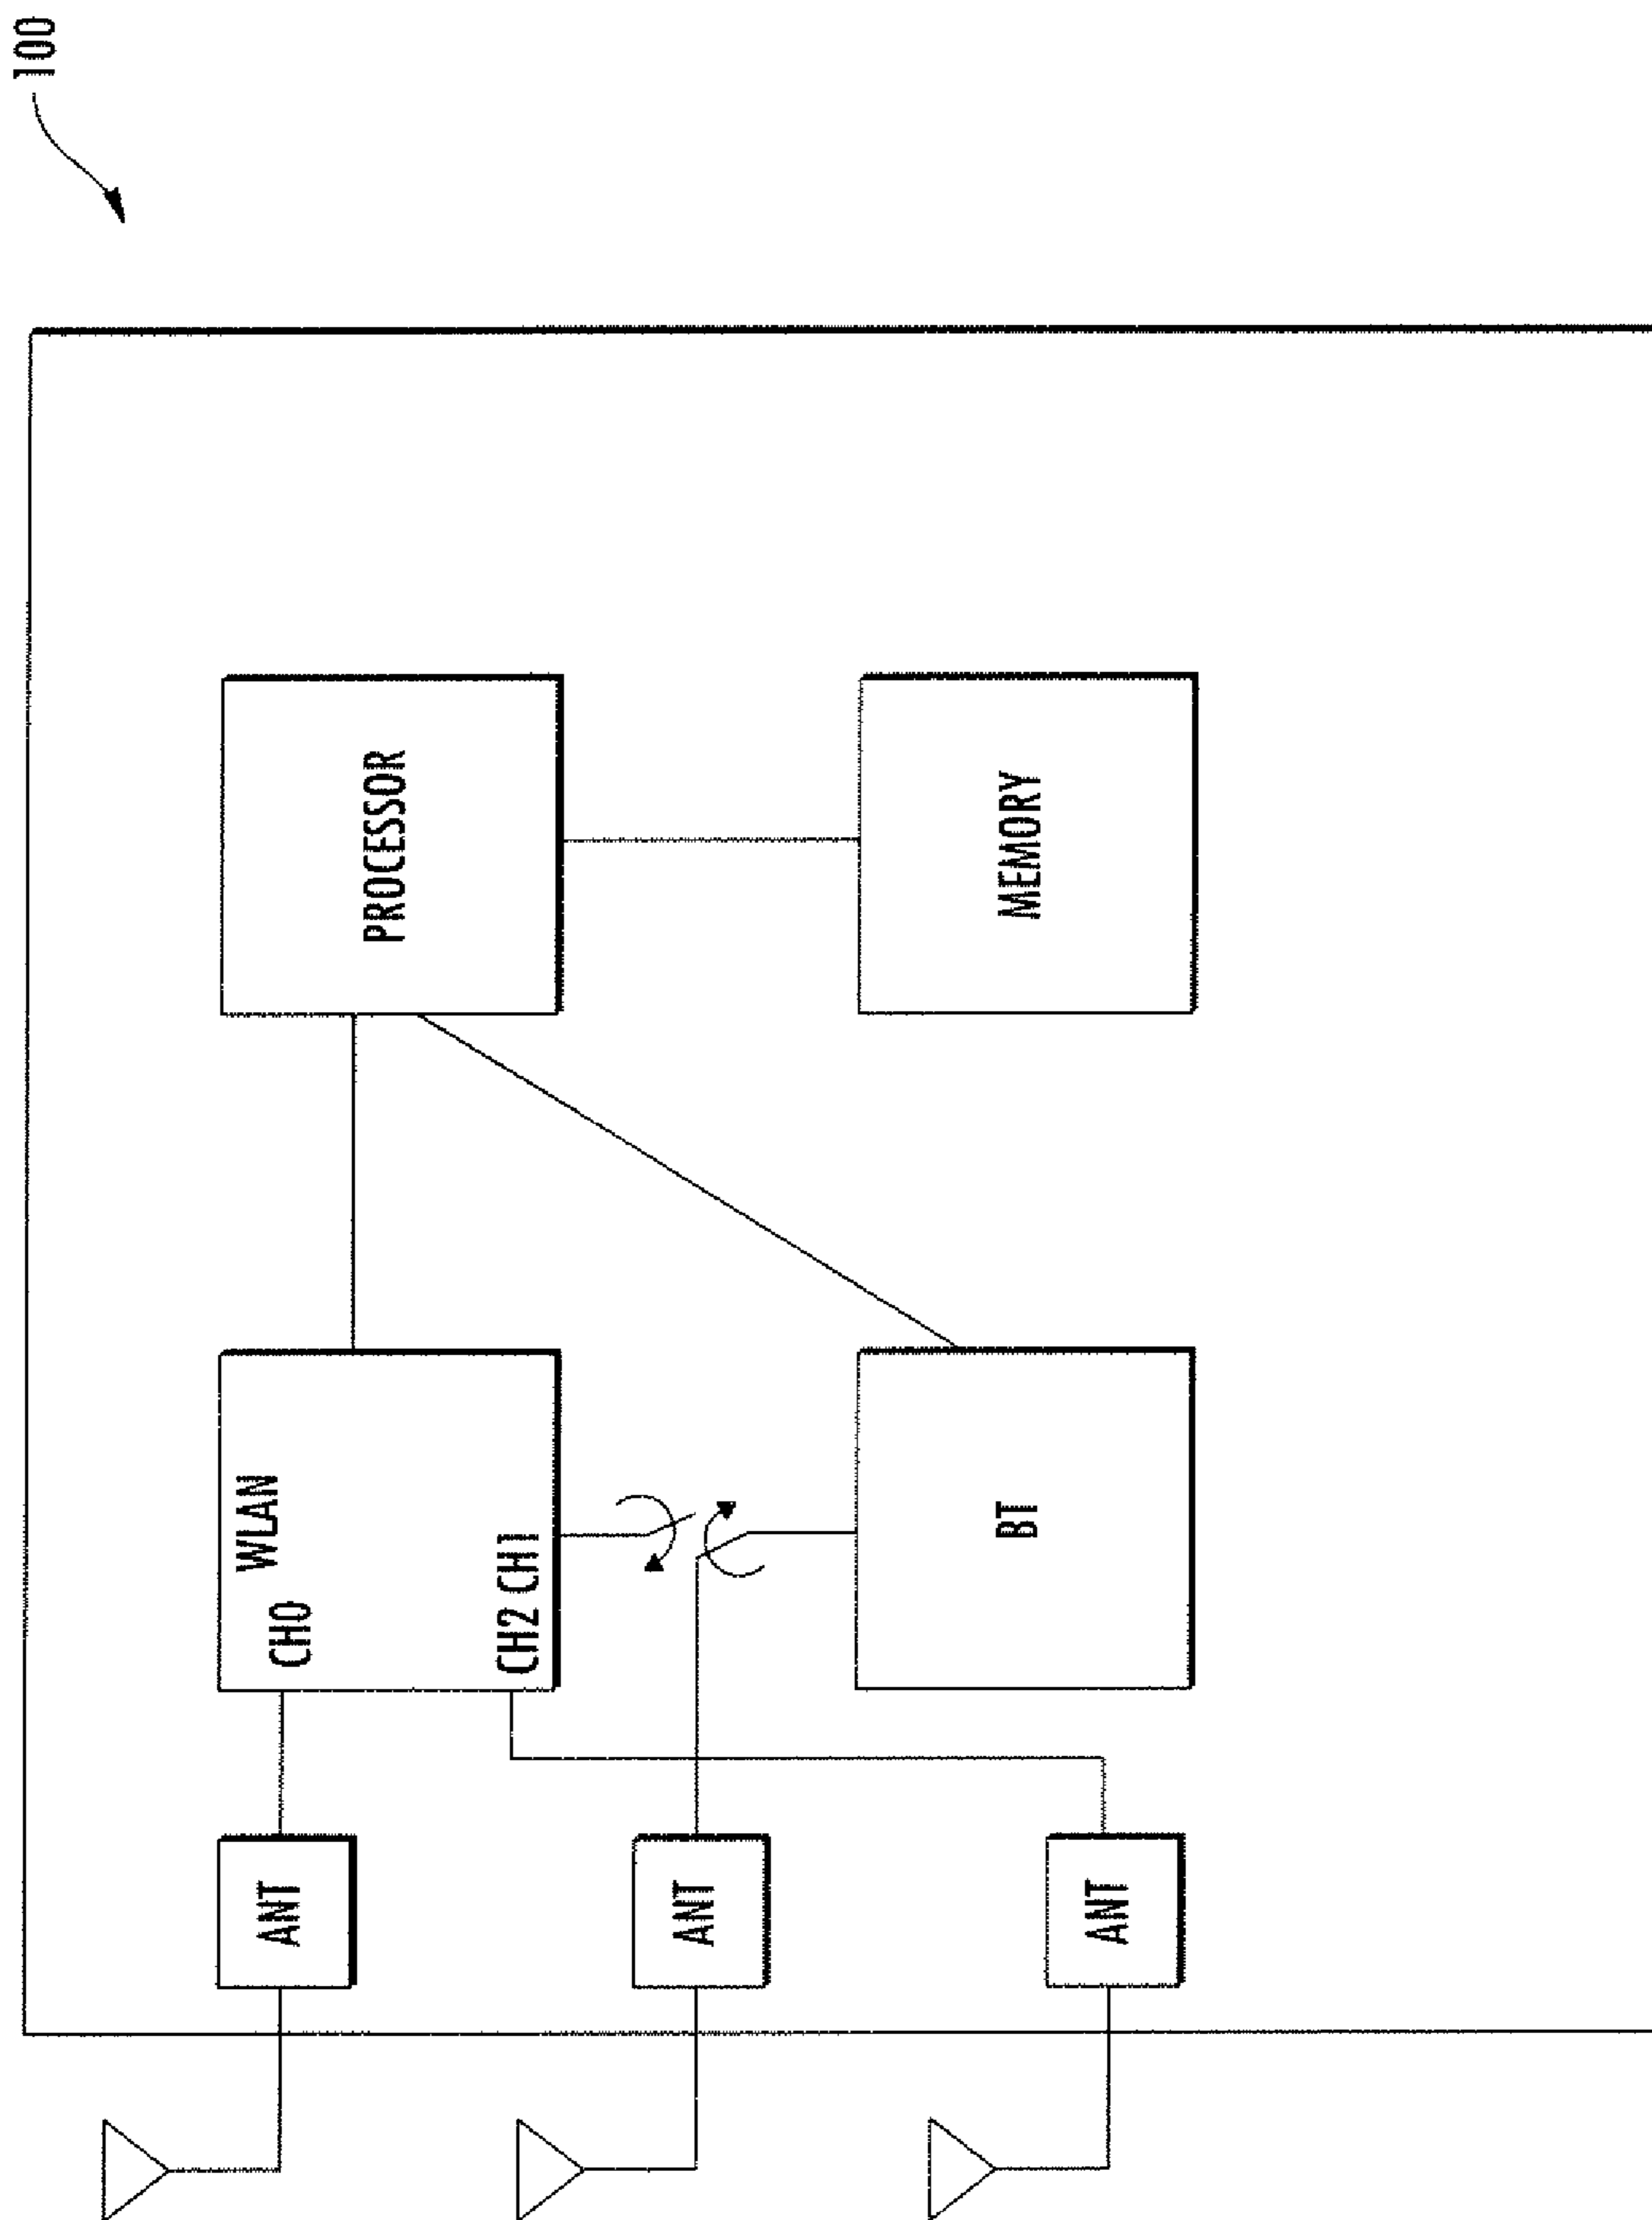 100
PROCESSOR
MEMORY
WLAN
CH0
CH2 CH1
BT
ANT
ANT
ANT